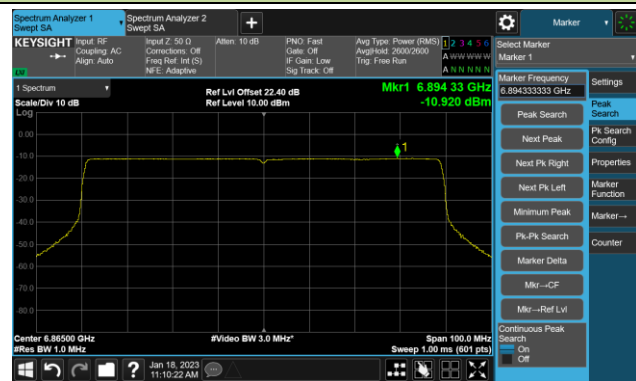 Spectrum Analyzer 1
Swept SA
Spectrum Analyzer 2
Swept SA
+
Marker
KEYSIGHT
Input: RF
Coupling: AC
Align: Auto
Input Z: 50 Ω
Corrections: Off
Freq Ref: Int (S)
NFE: Adaptive
Atten: 10 dB
PNO: Fast
Gate: Off
IF Gain: Low
Sig Track: Off
Avg Type: Power (RMS)
Avg|Hold: 2600/2600
Trig: Free Run
1 2 3 4 5 6
A W W W W W
A N N N N N
LW
Select Marker
Marker 1
1 Spectrum
Scale/Div 10 dB
Log
Ref Lvl Offset 22.40 dB
Ref Level 10.00 dBm
Mkr1 6.894 33 GHz
-10.920 dBm
0.00
-10.0
-20.0
-30.0
-40.0
-50.0
-60.0
-70.0
-80.0
1
Center 6.86500 GHz
#Res BW 1.0 MHz
#Video BW 3.0 MHz*
Span 100.0 MHz
Sweep 1.00 ms (601 pts)
Marker Frequency
6.894333333 GHz
Peak Search
Next Peak
Next Pk Right
Next Pk Left
Minimum Peak
Pk-Pk Search
Marker Delta
Mkr→CF
Mkr→Ref Lvl
Continuous Peak
Search
On
Off
Settings
Peak
Search
Pk Search
Config
Properties
Marker
Function
Marker→
Counter
?
Jan 18, 2023
11:10:22 AM